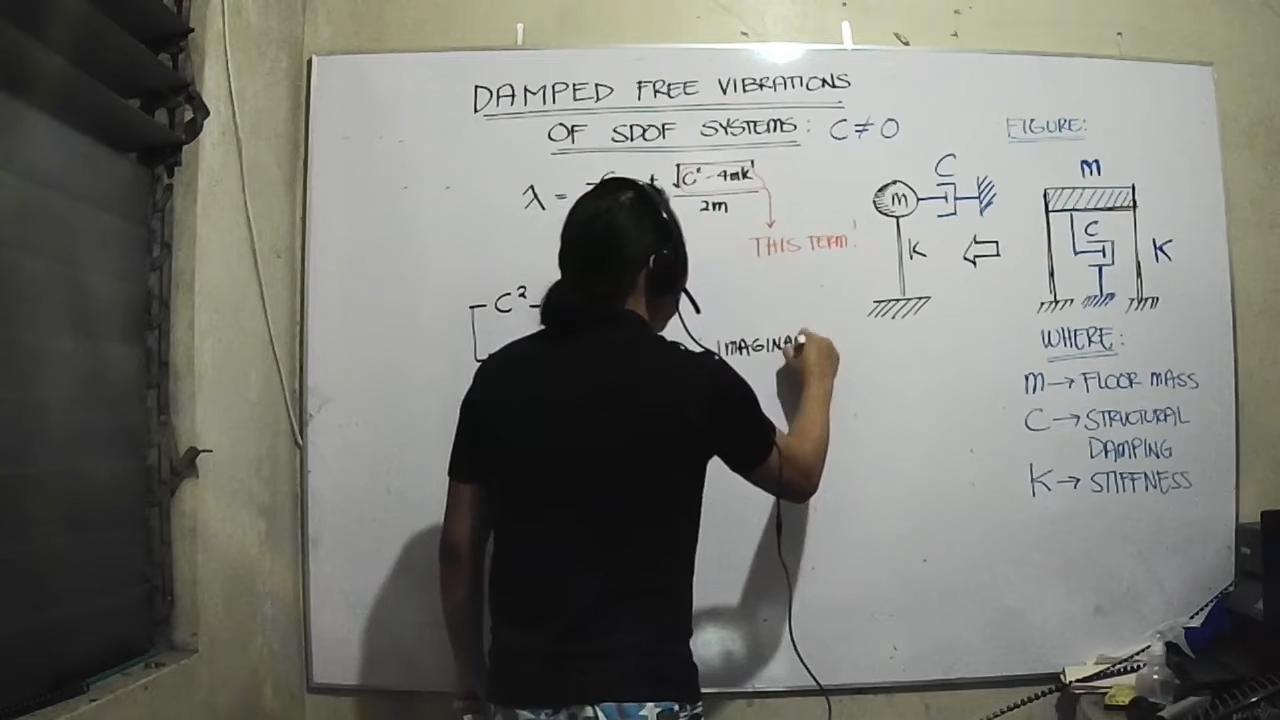 DAMPED FREE VIBRATIONS
OF SDOF SYSTEMS: C ≠ 0
λ =
+ √C² - 4mk
2m
THIS TERM!
C² -
IMAGINA
FIGURE:
C
m
K
m
C
K
WHERE:
m → FLOOR MASS
C → STRUCTURAL
DAMPING
K → STIFFNESS